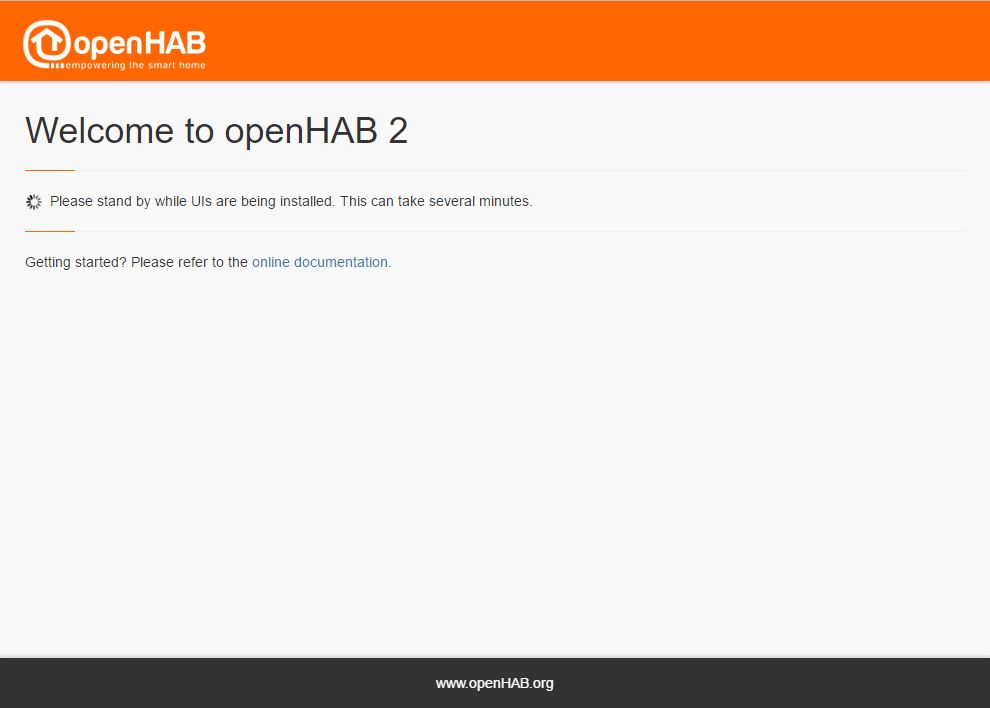 openHAB
empowering the smart home
Welcome to openHAB 2
Please stand by while UIs are being installed. This can take several minutes.
Getting started? Please refer to the online documentation.
www.openHAB.org